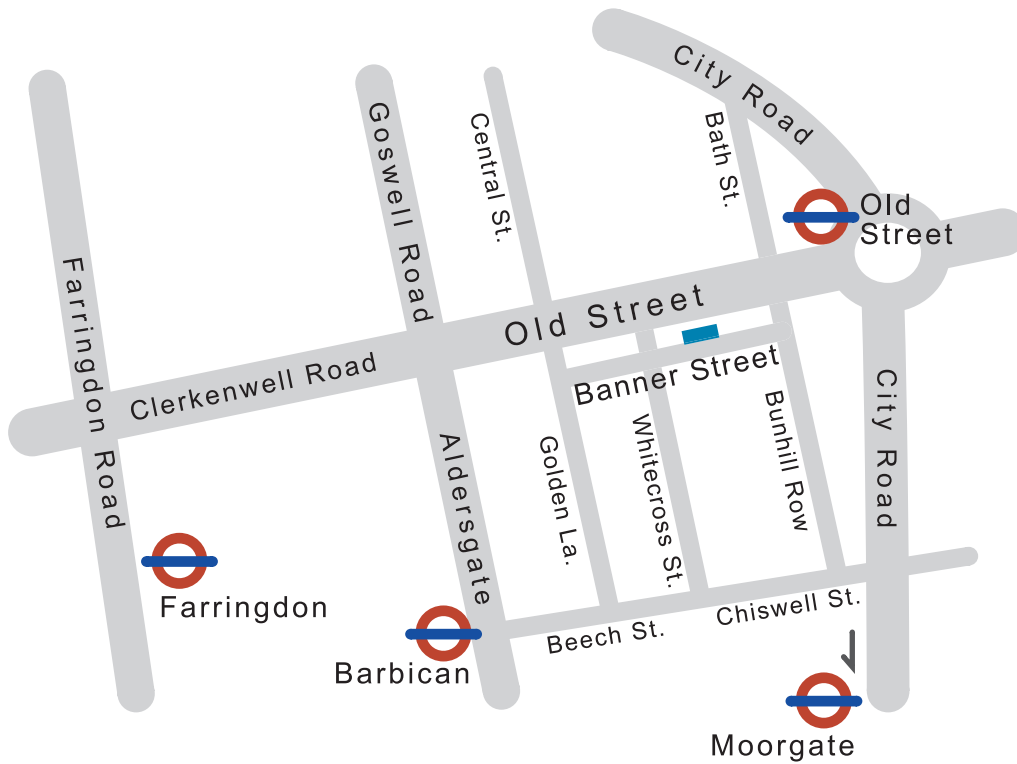 City Road
Goswell Road
Central St.
Bath St.
Old
Street
Farringdon Road
Old Street
Clerkenwell Road
Banner Street
City Road
Aldersgate
Golden La.
Whitecross St.
Bunhill Row
Farringdon
Beech St.
Chiswell St.
Barbican
Moorgate